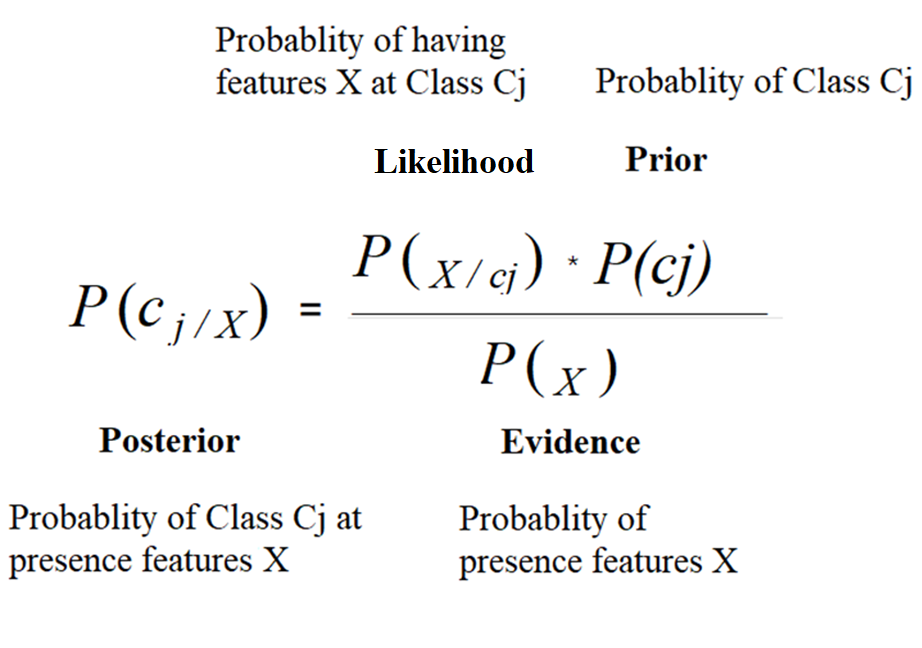 Probablity of having
features X at Class Cj
Probablity of Class Cj
Likelihood
Prior
P(X/cj) * P(cj)
P(cj/X) =
P(X)
Posterior
Evidence
Probablity of Class Cj at
presence features X
Probablity of
presence features X